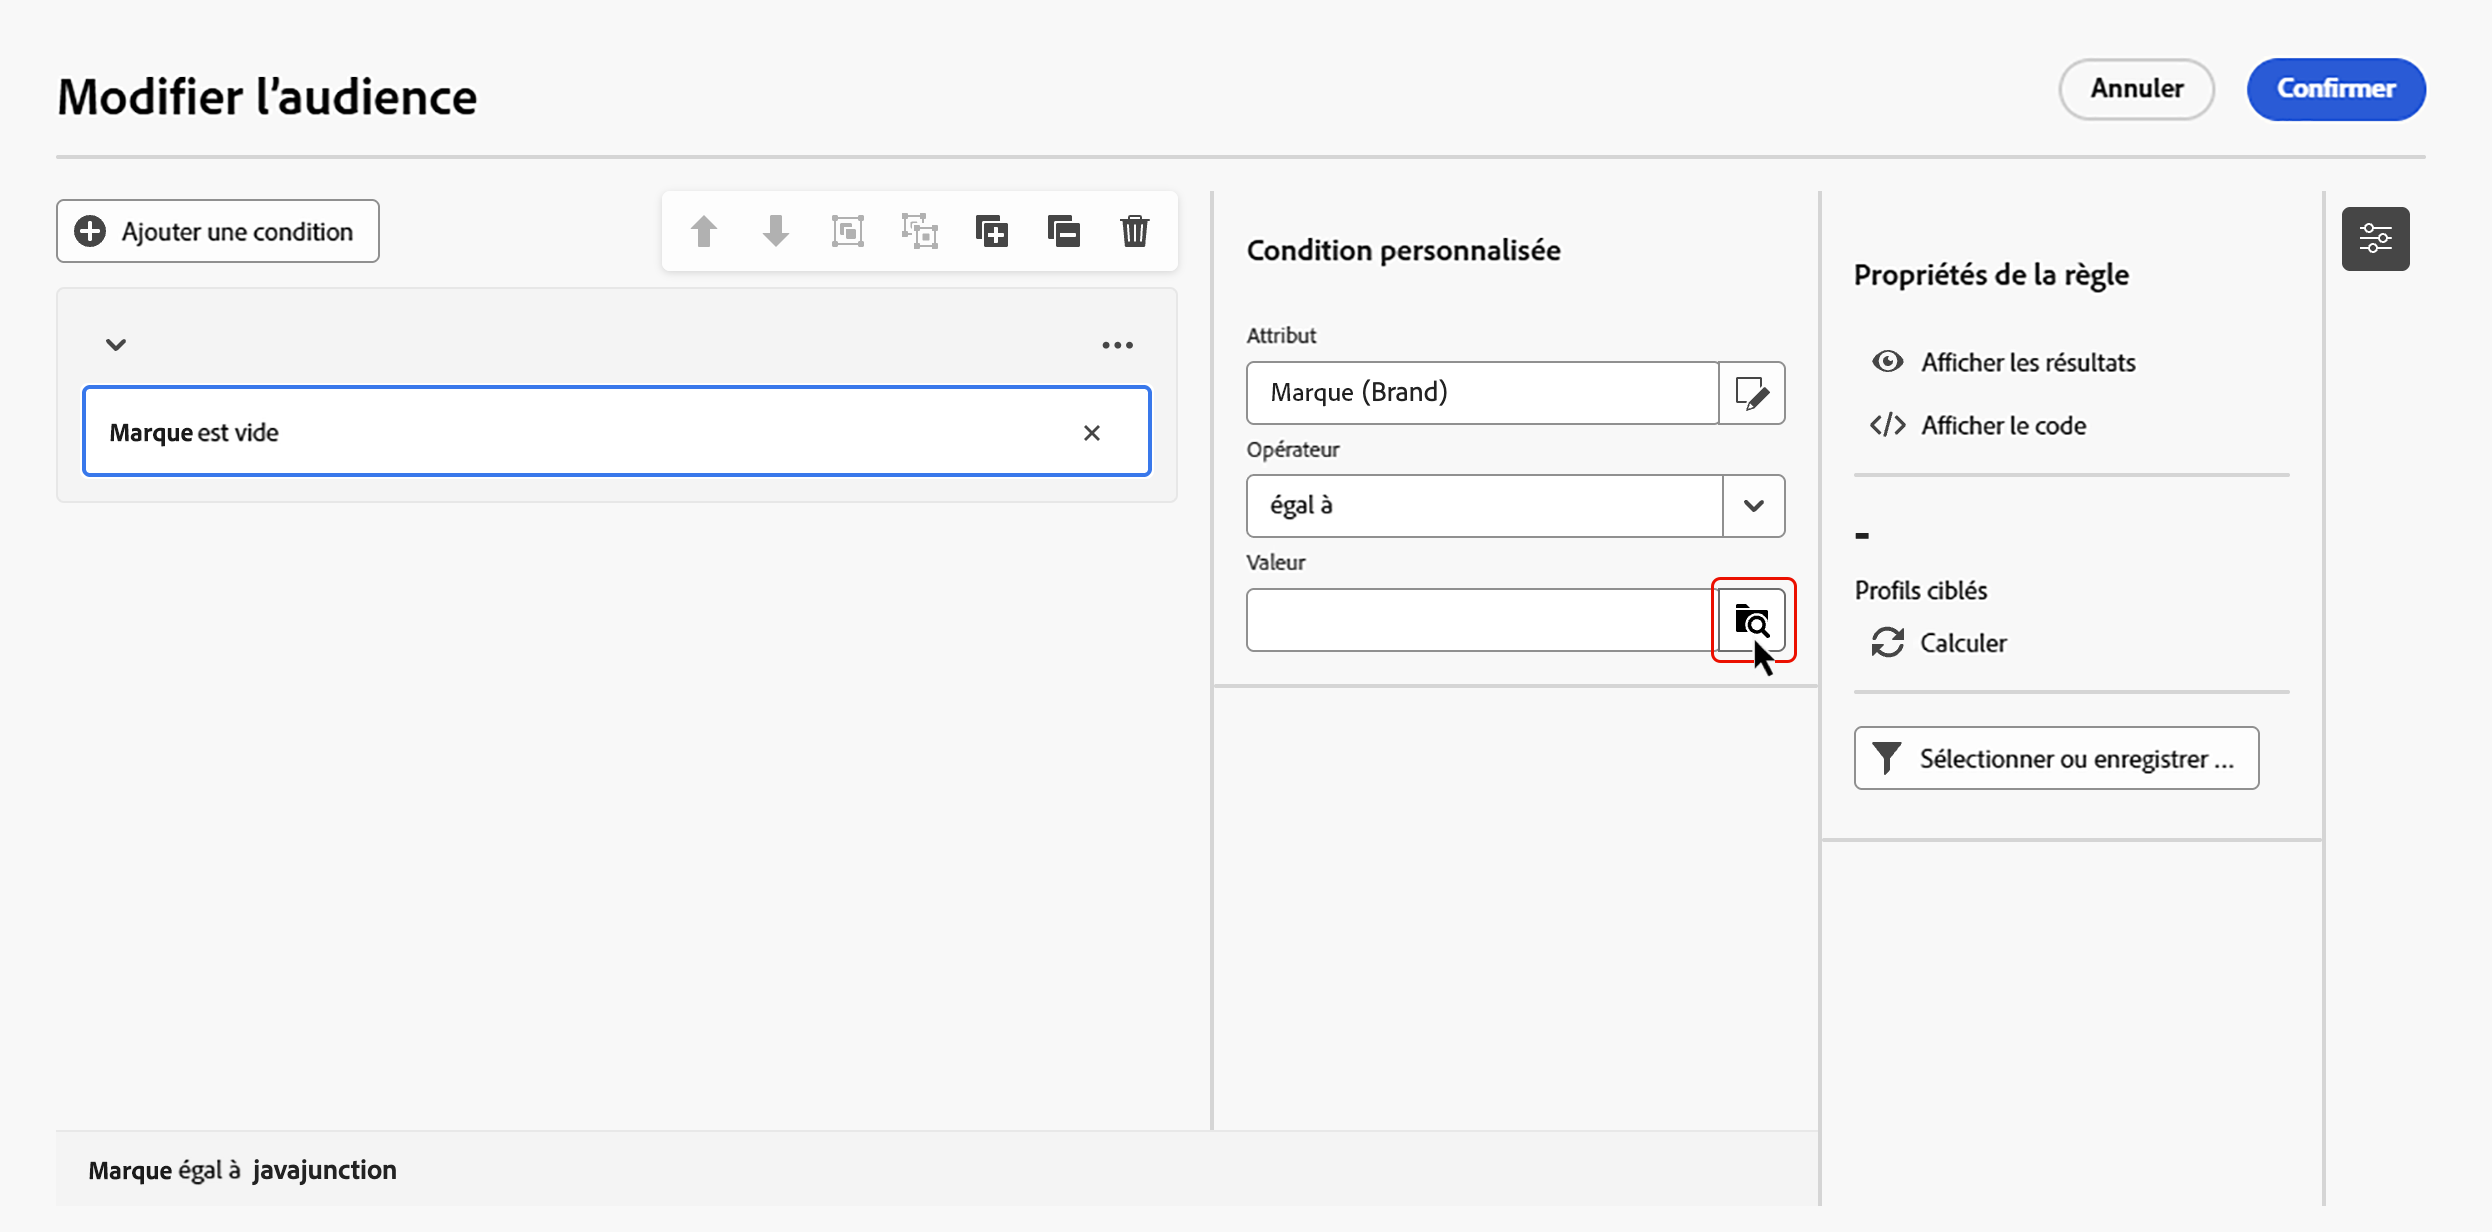 Modifier l’audience
Annuler
Confirmer
Ajouter une condition
Marque est vide
Condition personnalisée
Attribut
Marque (Brand)
Opérateur
égal à
Valeur
Propriétés de la règle
Afficher les résultats
Afficher le code
-
Profils ciblés
Calculer
Sélectionner ou enregistrer ...
Marque égal à javajunction